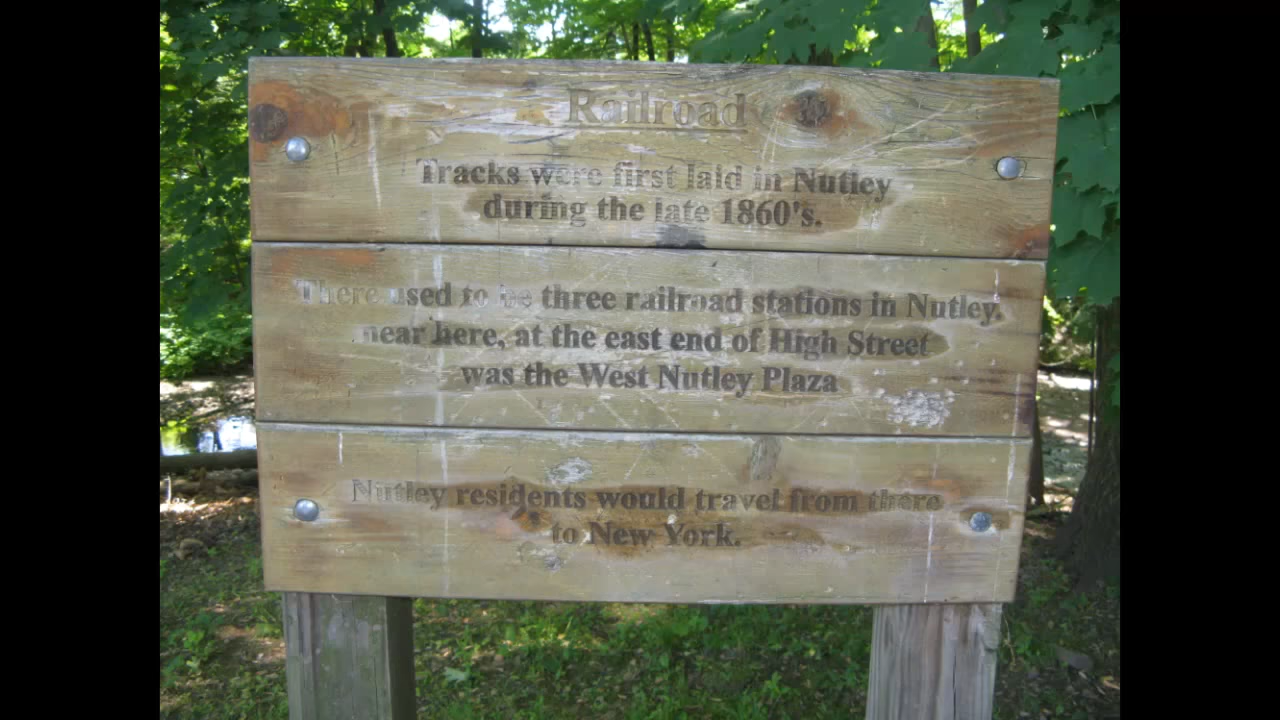 Railroad
Tracks were first laid in Nutley
during the late 1860's.
There used to be three railroad stations in Nutley.
near here, at the east end of High Street
was the West Nutley Plaza
Nutley residents would travel from there
to New York.